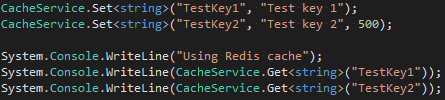 CacheService.Set<string>("TestKey1", "Test key 1");
CacheService.Set<string>("TestKey2", "Test key 2", 500);
System.Console.WriteLine("Using Redis cache");
System.Console.WriteLine(CacheService.Get<string>("TestKey1"));
System.Console.WriteLine(CacheService.Get<string>("TestKey2"));